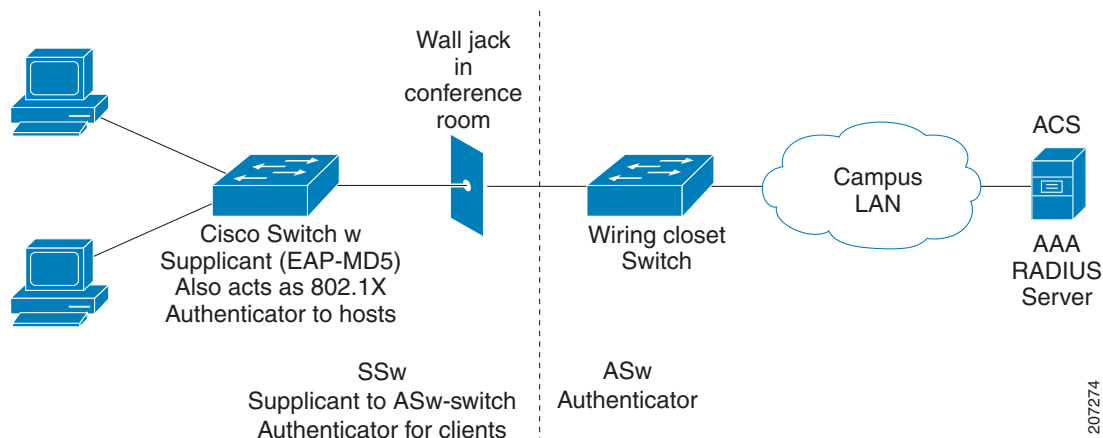 Wall jack
in
conference
room
ACS
Campus
LAN
Cisco Switch w
Supplicant (EAP-MD5)
Also acts as 802.1X
Authenticator to hosts
Wiring closet
Switch
AAA
RADIUS
Server
SSw
Supplicant to ASw-switch
Authenticator for clients
ASw
Authenticator
207274